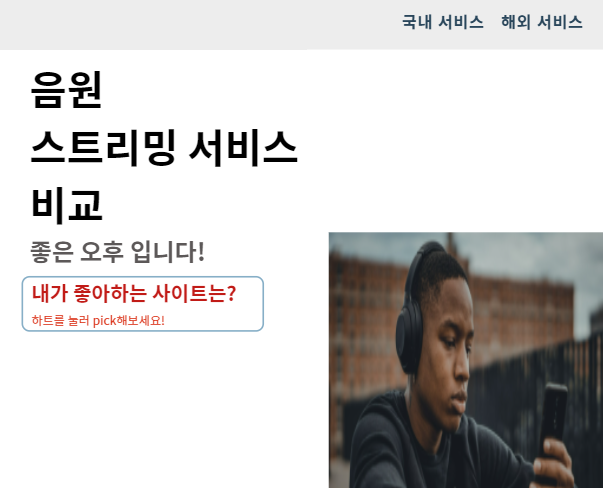 국내 서비스 해외 서비스
음원
스트리밍 서비스
비교
좋은 오후 입니다!
내가 좋아하는 사이트는?
하트를 눌러 pick해보세요!